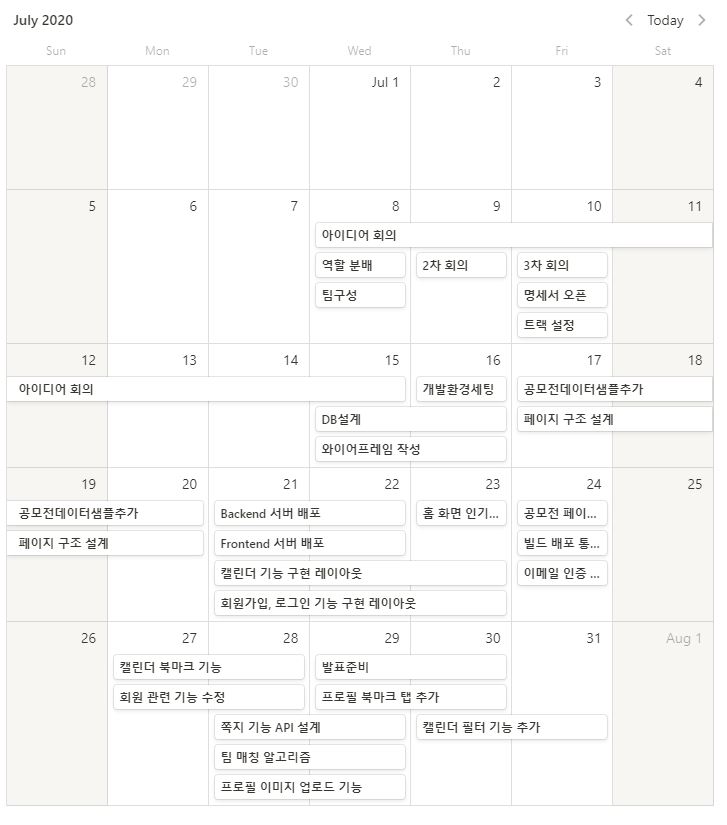 July 2020
Today
Sun Mon Tue Wed Thu Fri Sat
28 29 30 Jul 1 2 3 4
5 6 7 8 9 10 11
아이디어 회의
역할 분배 2차 회의 3차 회의
팀구성 명세서 오픈
트랙 설정
12 13 14 15 16 17 18
아이디어 회의 개발환경세팅 공모전데이터샘플추가
DB설계 페이지 구조 설계
와이어프레임 작성
19 20 21 22 23 24 25
공모전데이터샘플추가 Backend 서버 배포 홈 화면 인기... 공모전 페이...
페이지 구조 설계 Frontend 서버 배포 빌드 배포 통...
캘린더 기능 구현 레이아웃 이메일 인증 ...
회원가입, 로그인 기능 구현 레이아웃
26 27 28 29 30 31 Aug 1
캘린더 북마크 기능 발표준비
회원 관련 기능 수정 프로필 북마크 탭 추가
쪽지 기능 API 설계 캘린더 필터 기능 추가
팀 매칭 알고리즘
프로필 이미지 업로드 기능